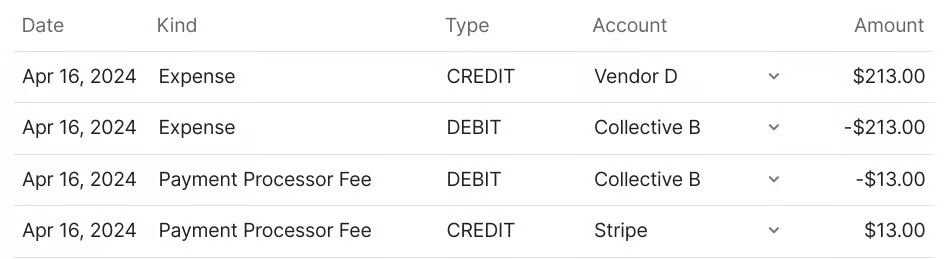 Date Kind Type Account Amount
Apr 16, 2024 Expense CREDIT Vendor D $213.00
Apr 16, 2024 Expense DEBIT Collective B -$213.00
Apr 16, 2024 Payment Processor Fee DEBIT Collective B -$13.00
Apr 16, 2024 Payment Processor Fee CREDIT Stripe $13.00